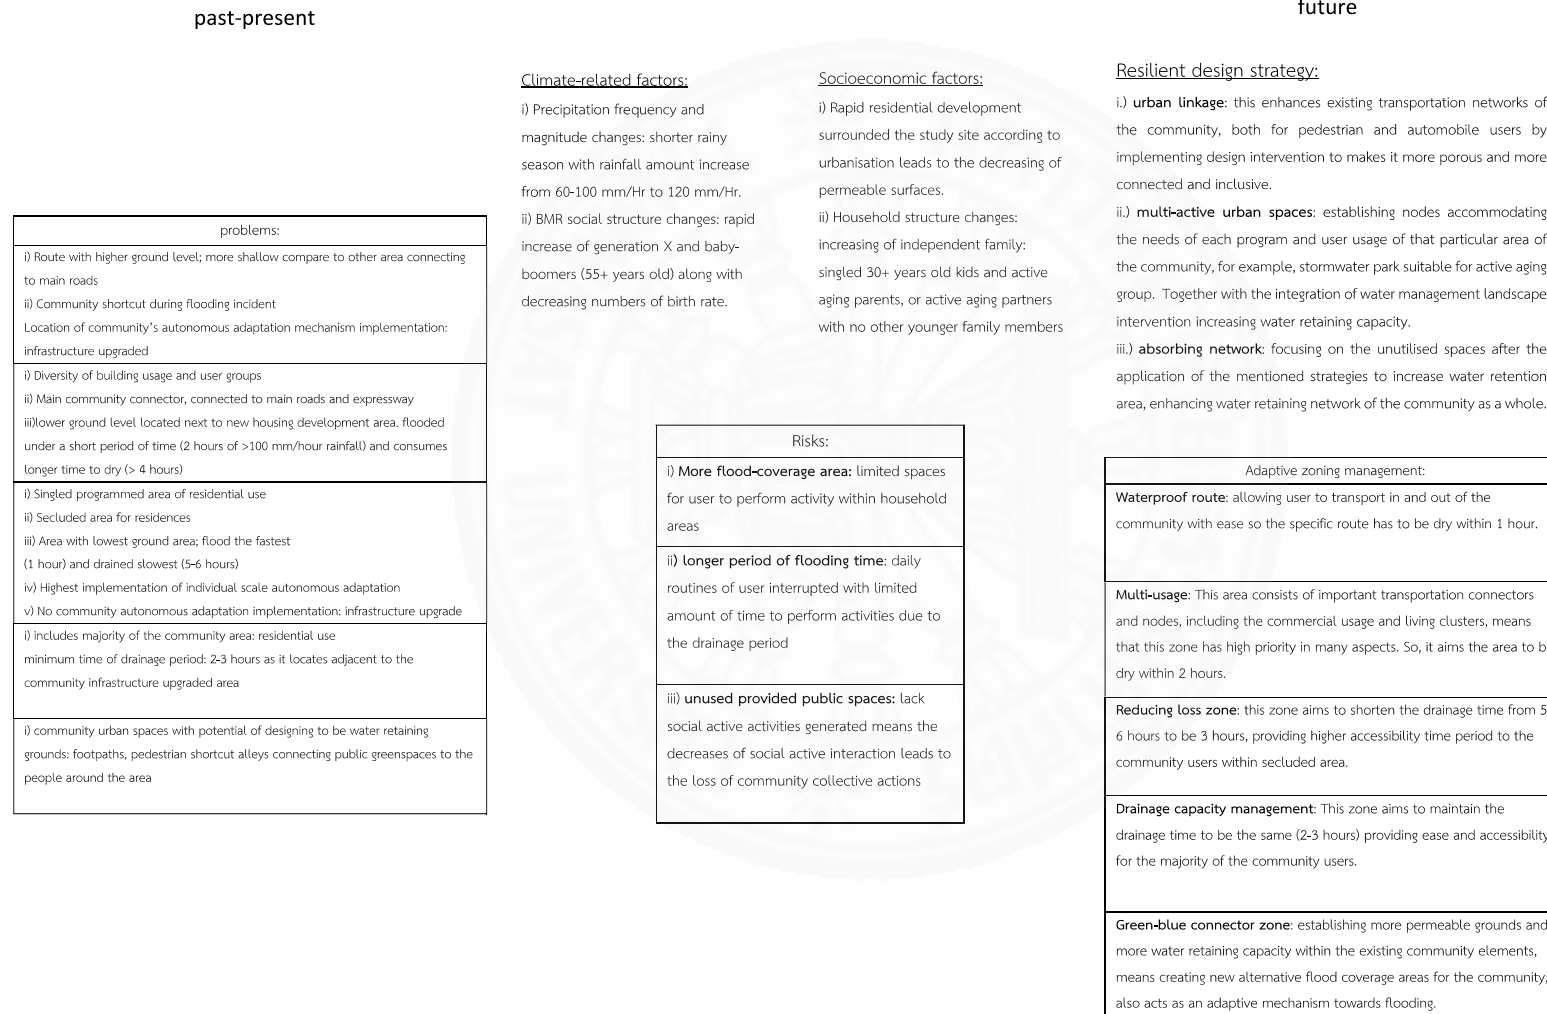 past-present
future
problems:
i) Route with higher ground level; more shallow compare to other area connecting
to main roads
ii) Community shortcut during flooding incident
Location of community's autonomous adaptation mechanism implementation:
infrastructure upgraded
i) Diversity of building usage and user groups
ii) Main community connector, connected to main roads and expressway
iii)lower ground level located next to new housing development area. flooded
under a short period of time (2 hours of >100 mm/hour rainfall) and consumes
longer time to dry (> 4 hours)
i) Singled programmed area of residential use
ii) Secluded area for residences
iii) Area with lowest ground area; flood the fastest
(1 hour) and drained slowest (5-6 hours)
iv) Highest implementation of individual scale autonomous adaptation
v) No community autonomous adaptation implementation: infrastructure upgrade
i) includes majority of the community area: residential use
minimum time of drainage period: 2-3 hours as it locates adjacent to the
community infrastructure upgraded area
i) community urban spaces with potential of designing to be water retaining
grounds: footpaths, pedestrian shortcut alleys connecting public greenspaces to the
people around the area
Climate-related factors:
i) Precipitation frequency and
magnitude changes: shorter rainy
season with rainfall amount increase
from 60-100 mm/Hr to 120 mm/Hr.
ii) BMR social structure changes: rapid
increase of generation X and baby-
boomers (55+ years old) along with
decreasing numbers of birth rate.
Socioeconomic factors:
i) Rapid residential development
surrounded the study site according to
urbanisation leads to the decreasing of
permeable surfaces.
ii) Household structure changes:
increasing of independent family:
singled 30+ years old kids and active
aging parents, or active aging partners
with no other younger family members
Risks:
i) More flood-coverage area: limited spaces
for user to perform activity within household
areas
ii) longer period of flooding time: daily
routines of user interrupted with limited
amount of time to perform activities due to
the drainage period
iii) unused provided public spaces: lack
social active activities generated means the
decreases of social active interaction leads to
the loss of community collective actions
Resilient design strategy:
i.) urban linkage: this enhances existing transportation networks of
the community, both for pedestrian and automobile users by
implementing design intervention to makes it more porous and more
connected and inclusive.
ii.) multi-active urban spaces: establishing nodes accommodating
the needs of each program and user usage of that particular area of
the community, for example, stormwater park suitable for active aging
group. Together with the integration of water management landscape
intervention increasing water retaining capacity.
iii.) absorbing network: focusing on the unutilised spaces after the
application of the mentioned strategies to increase water retention
area, enhancing water retaining network of the community as a whole.
Adaptive zoning management:
Waterproof route: allowing user to transport in and out of the
community with ease so the specific route has to be dry within 1 hour.
Multi-usage: This area consists of important transportation connectors
and nodes, including the commercial usage and living clusters, means
that this zone has high priority in many aspects. So, it aims the area to b
dry within 2 hours.
Reducing loss zone: this zone aims to shorten the drainage time from 5
6 hours to be 3 hours, providing higher accessibility time period to the
community users within secluded area.
Drainage capacity management: This zone aims to maintain the
drainage time to be the same (2-3 hours) providing ease and accessibility
for the majority of the community users.
Green-blue connector zone: establishing more permeable grounds and
more water retaining capacity within the existing community elements,
means creating new alternative flood coverage areas for the community,
also acts as an adaptive mechanism towards flooding.